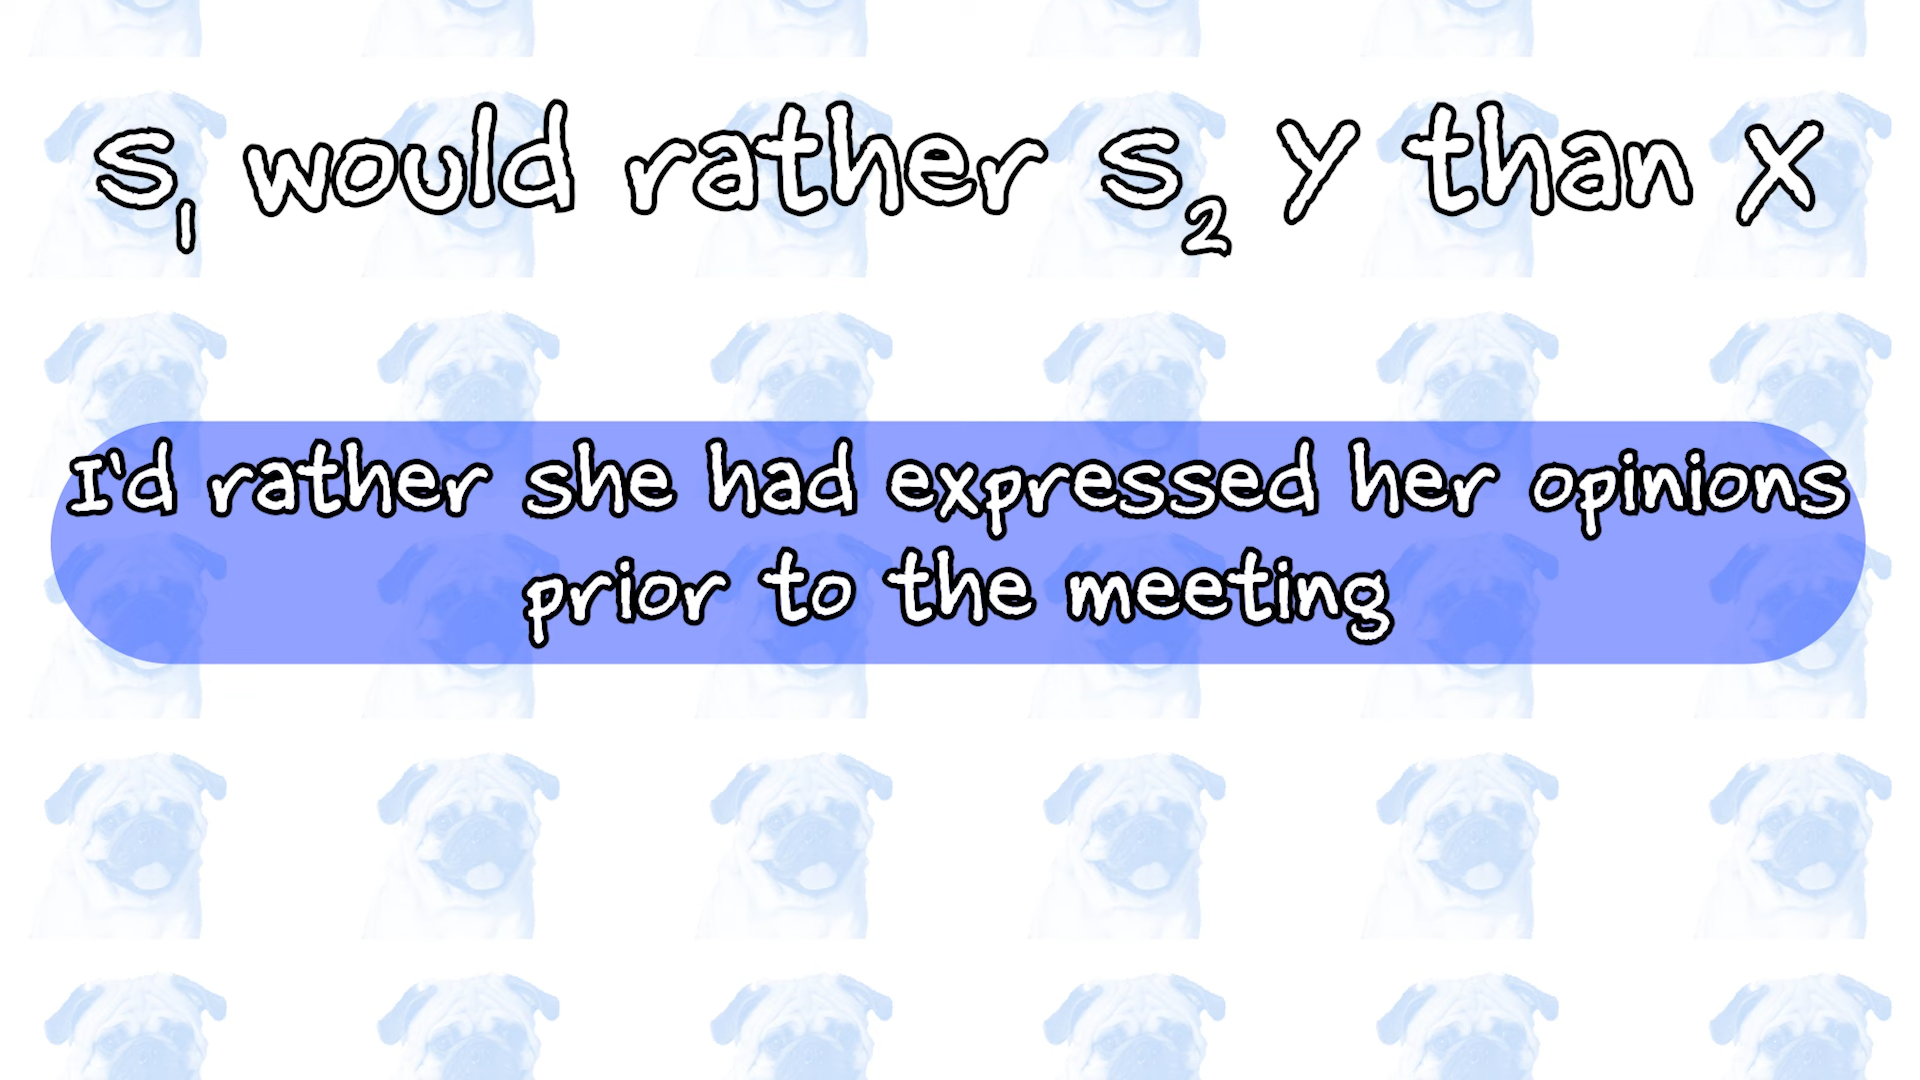 s₁ would rather s₂ y than x
I'd rather she had expressed her opinions
prior to the meeting